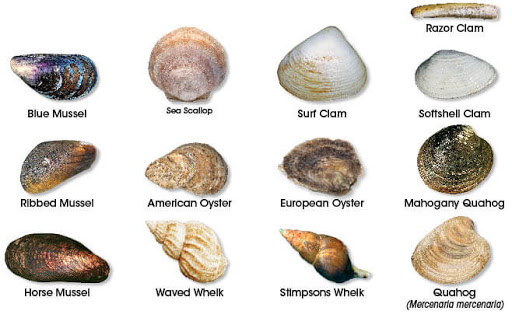 Razor Clam
Blue Mussel
Sea Scallop
Surf Clam
Softshell Clam
Ribbed Mussel
American Oyster
European Oyster
Mahogany Quahog
Horse Mussel
Waved Whelk
Stimpsons Whelk
Quahog
(Mercenaria mercenaria)